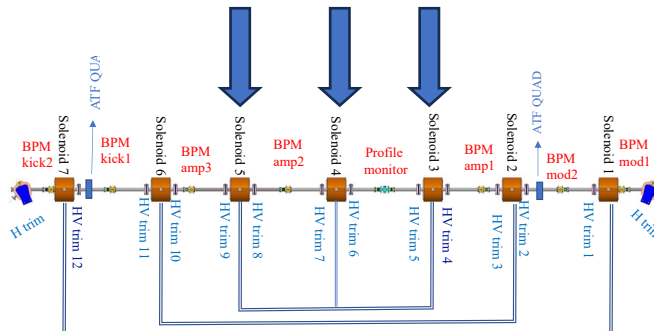 ATF QUA
ATF QUAD
Solenoid 7
Solenoid 6
Solenoid 5
Solenoid 4
Solenoid 3
Solenoid 2
Solenoid 1
BPM
kick2
BPM
kick1
BPM
amp3
BPM
amp2
Profile
monitor
BPM
amp1
BPM
mod2
BPM
mod1
H trim
HV trim 12
HV trim 11
HV trim 10
HV trim 9
HV trim 8
HV trim 7
HV trim 6
HV trim 5
HV trim 4
HV trim 3
HV trim 2
HV trim 1
H trim